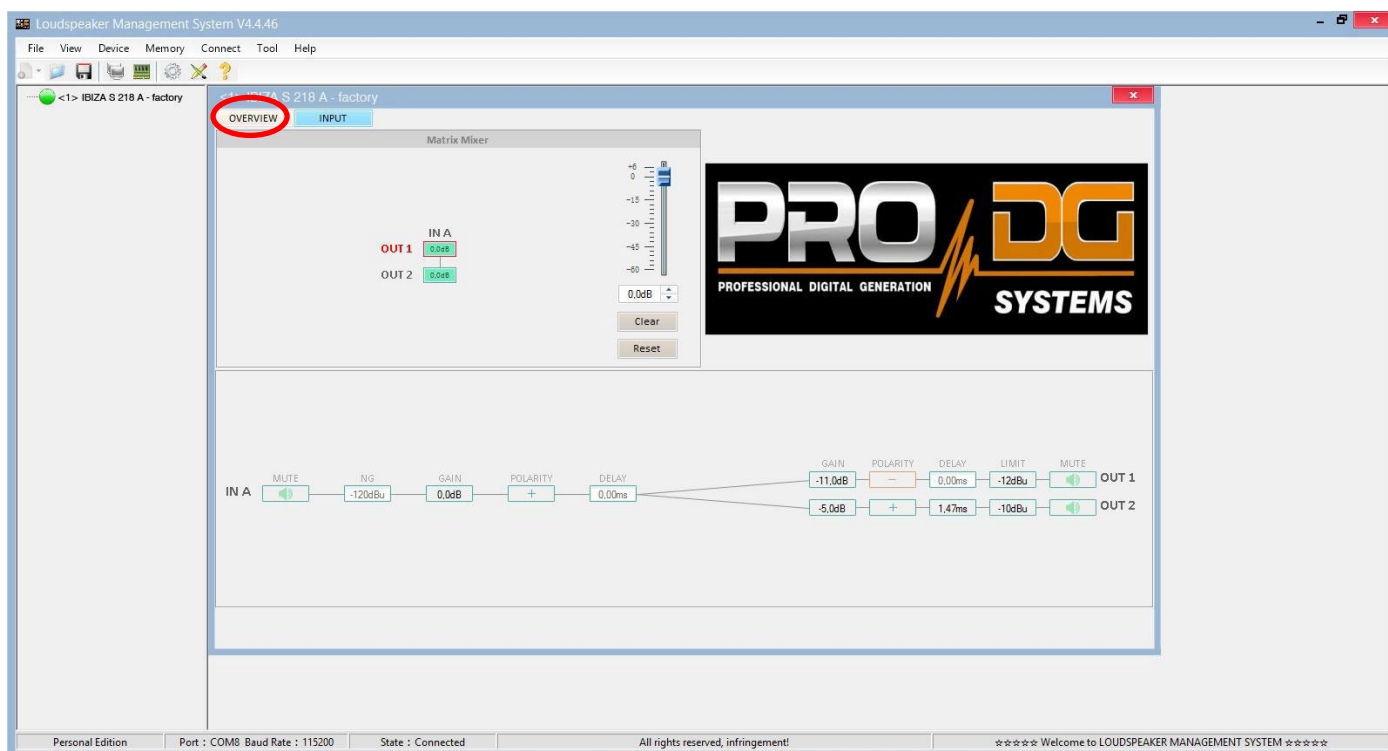 Loudspeaker Management System V4.4.46
File View Device Memory Connect Tool Help
<1> IBIZA S 218 A - factory
<1> IBIZA S 218 A - factory
OVERVIEW INPUT
Matrix Mixer
+6
0
-15
-30
-45
-60
IN A
OUT 1 0,0dB
OUT 2 0,0dB
0,0dB
Clear
Reset
PRO DG
PROFESSIONAL DIGITAL GENERATION
SYSTEMS
GAIN POLARITY DELAY LIMIT MUTE
-11,0dB - 0,00ms -12dBu OUT 1
MUTE NG GAIN POLARITY DELAY
IN A -120dBu 0,0dB + 0,00ms
-5,0dB + 1,47ms -10dBu OUT 2
Personal Edition Port : COM8 Baud Rate : 115200 State : Connected All rights reserved, infringement! ☆☆☆☆☆ Welcome to LOUDSPEAKER MANAGEMENT SYSTEM ☆☆☆☆☆